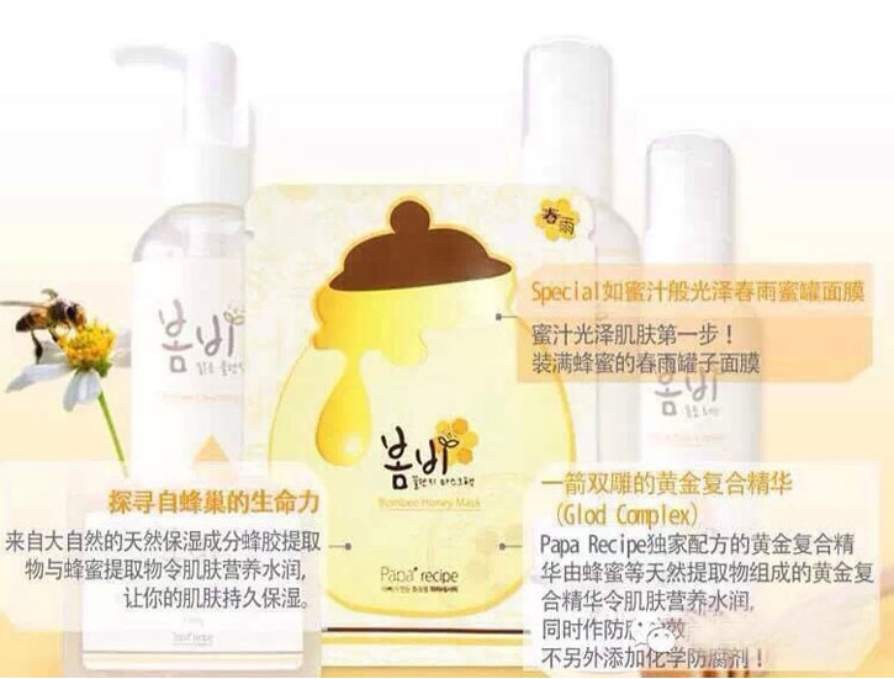 春雨
Special如蜜汁般光泽春雨蜜罐面膜
蜜汁光泽肌肤第一步！
装满蜂蜜的春雨罐子面膜
봄비
봄비
봄비
꿀단지 마스크팩
Bombee Honey Mask
Papa recipe
探寻自蜂巢的生命力
来自大自然的天然保湿成分蜂胶提取
物与蜂蜜提取物令肌肤营养水润,
让你的肌肤持久保湿。
一箭双雕的黄金复合精华
（Glod Complex）
Papa Recipe独家配方的黄金复合精
华由蜂蜜等天然提取物组成的黄金复
合精华令肌肤营养水润,
同时作防
不另外添加化学防腐剂！